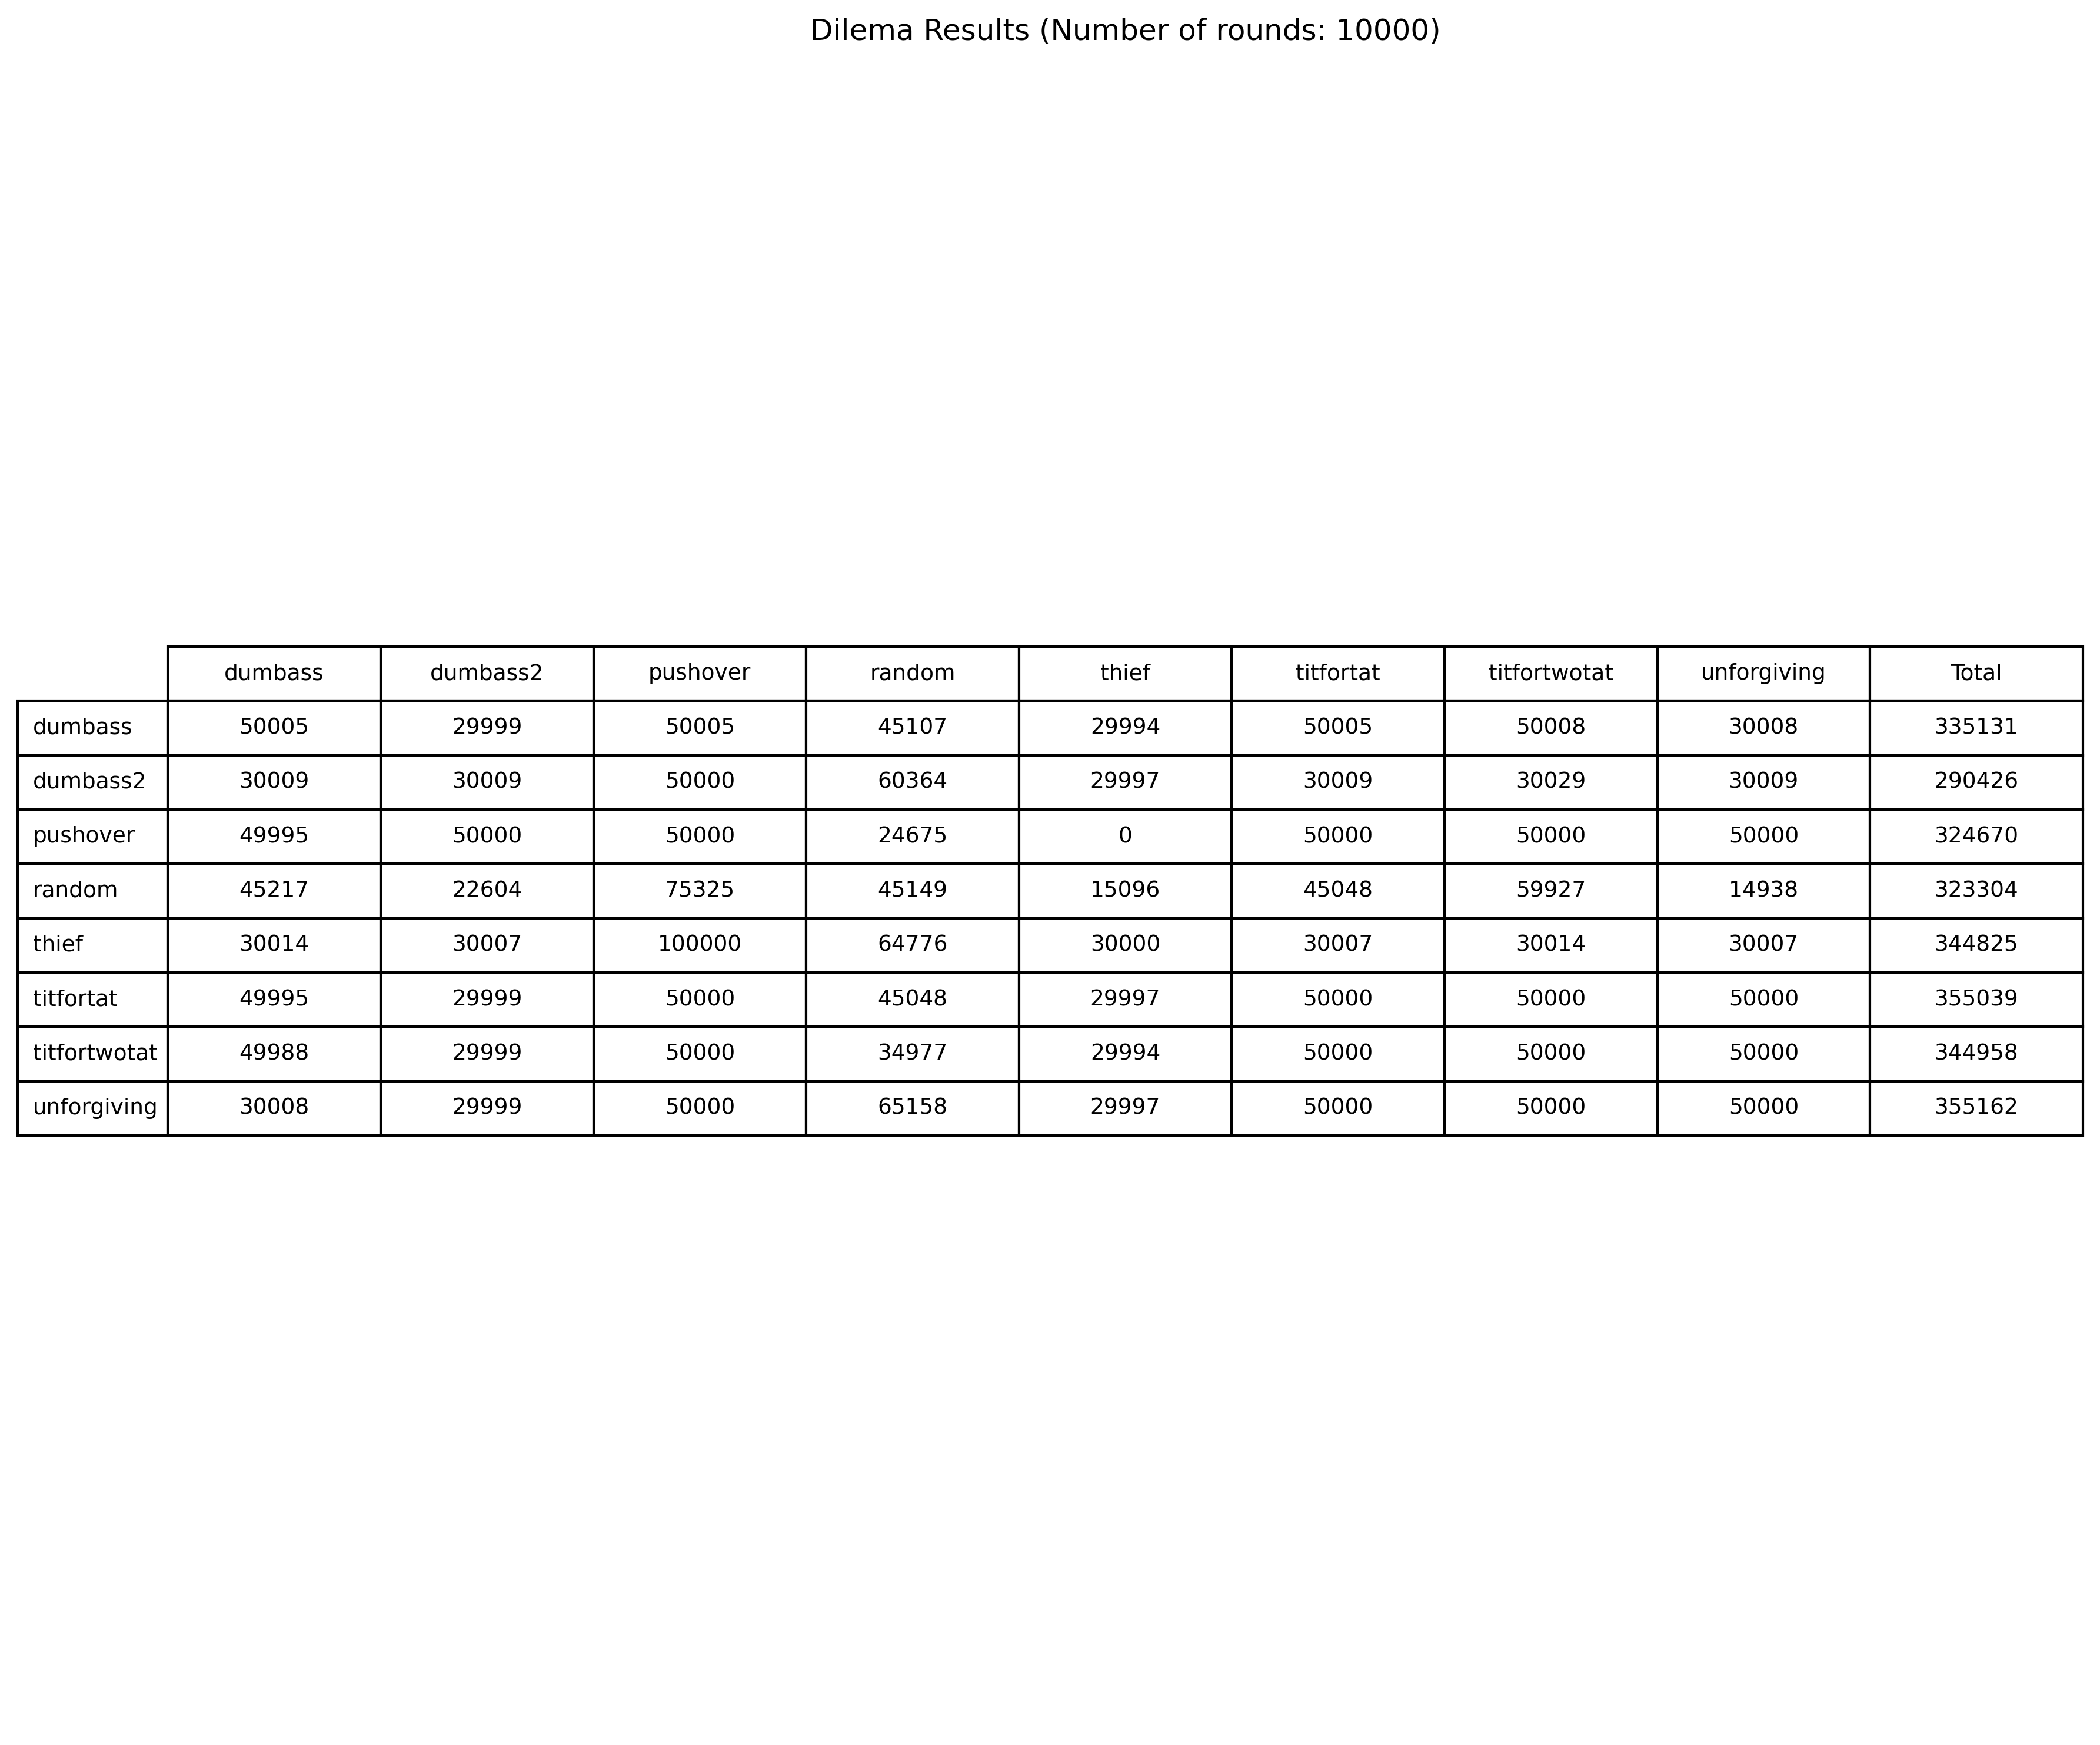 Dilema Results (Number of rounds: 10000)
dumbass dumbass2 pushover random thief titfortat titfortwotat unforgiving Total
dumbass 50005 29999 50005 45107 29994 50005 50008 30008 335131
dumbass2 30009 30009 50000 60364 29997 30009 30029 30009 290426
pushover 49995 50000 50000 24675 0 50000 50000 50000 324670
random 45217 22604 75325 45149 15096 45048 59927 14938 323304
thief 30014 30007 100000 64776 30000 30007 30014 30007 344825
titfortat 49995 29999 50000 45048 29997 50000 50000 50000 355039
titfortwotat 49988 29999 50000 34977 29994 50000 50000 50000 344958
unforgiving 30008 29999 50000 65158 29997 50000 50000 50000 355162